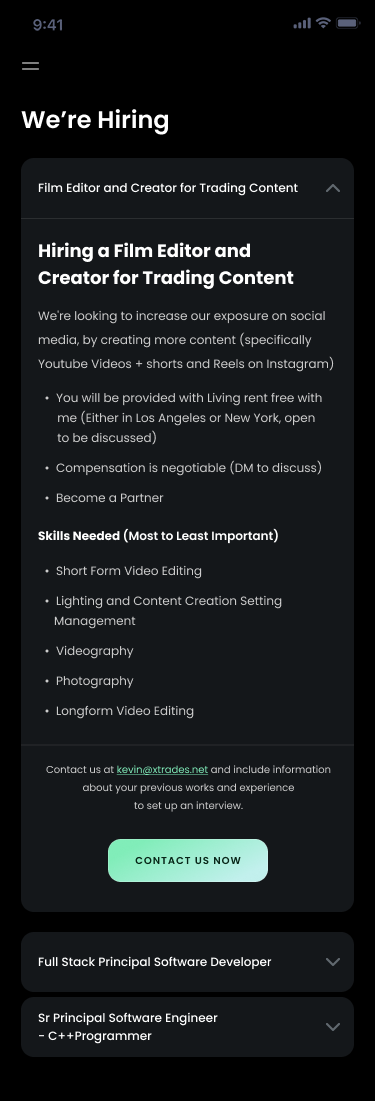 9:41
We’re Hiring
Film Editor and Creator for Trading Content
Hiring a Film Editor and
Creator for Trading Content
We're looking to increase our exposure on social
media, by creating more content (specifically
Youtube Videos + shorts and Reels on Instagram)
• You will be provided with Living rent free with
me (Either in Los Angeles or New York, open
to be discussed)
• Compensation is negotiable (DM to discuss)
• Become a Partner
Skills Needed (Most to Least Important)
• Short Form Video Editing
• Lighting and Content Creation Setting
Management
• Videography
• Photography
• Longform Video Editing
Contact us at kevin@xtrades.net and include information
about your previous works and experience
to set up an interview.
CONTACT US NOW
Full Stack Principal Software Developer
Sr Principal Software Engineer
- C++Programmer